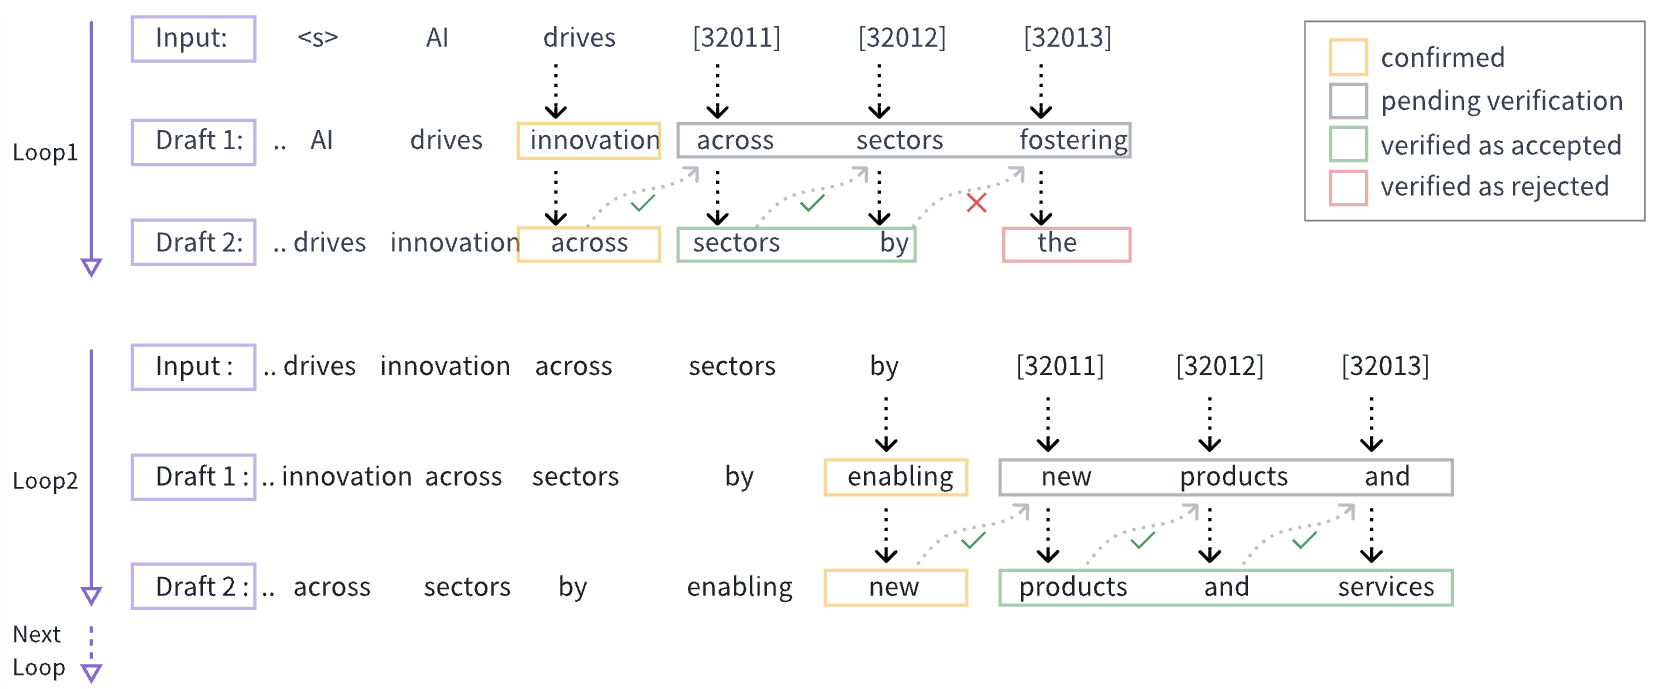 Input: <s> AI drives [32011] [32012] [32013]
confirmed
pending verification
verified as accepted
verified as rejected
Loop1
Draft 1: .. AI drives innovation across sectors fostering
Draft 2: .. drives innovation across sectors by the
Input : .. drives innovation across sectors by [32011] [32012] [32013]
Loop2
Draft 1 : .. innovation across sectors by enabling new products and
Draft 2 : .. across sectors by enabling new products and services
Next
Loop